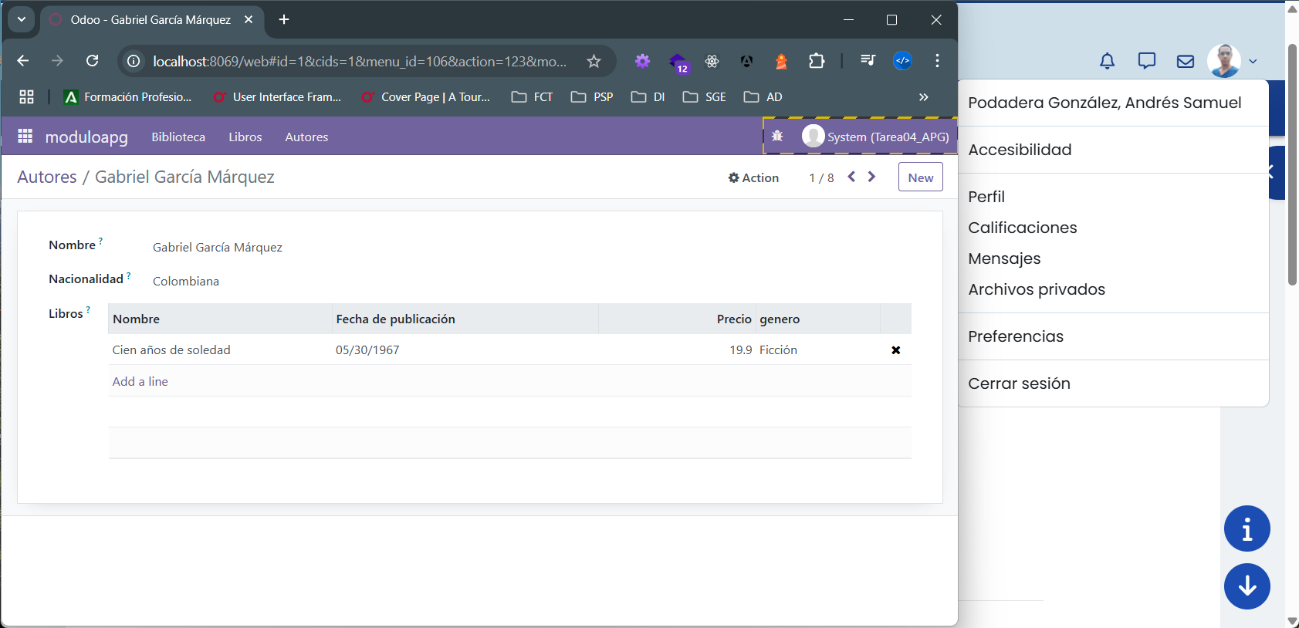 Odoo - Gabriel García Márquez
localhost:8069/web#id=1&cids=1&menu_id=106&action=123&mo...
12
Formación Profesio...
User Interface Fram...
Cover Page | A Tour...
FCT
PSP
DI
SGE
AD
moduloapg
Biblioteca
Libros
Autores
System (Tarea04_APG)
Autores / Gabriel García Márquez
Action
1 / 8
New
Nombre ?
Gabriel García Márquez
Nacionalidad ?
Colombiana
Libros ?
Nombre Fecha de publicación Precio genero
Cien años de soledad 05/30/1967 19.9 Ficción
Add a line
Podadera González, Andrés Samuel
Accesibilidad
Perfil
Calificaciones
Mensajes
Archivos privados
Preferencias
Cerrar sesión